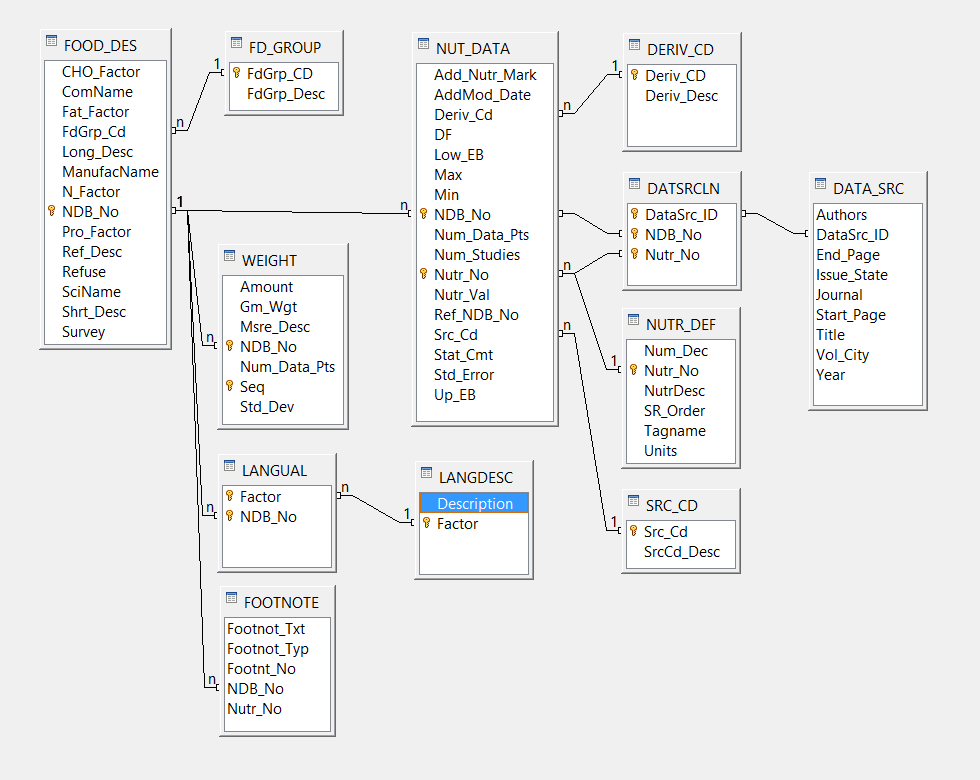 FOOD_DES
CHO_Factor
ComName
Fat_Factor
FdGrp_Cd
Long_Desc
ManufacName
N_Factor
NDB_No
Pro_Factor
Ref_Desc
Refuse
SciName
Shrt_Desc
Survey
n
1
1
FD_GROUP
FdGrp_CD
FdGrp_Desc
WEIGHT
Amount
Gm_Wgt
Msre_Desc
NDB_No
Num_Data_Pts
Seq
Std_Dev
n
LANGUAL
Factor
NDB_No
n
n
FOOTNOTE
Footnot_Txt
Footnot_Typ
Footnt_No
NDB_No
Nutr_No
n
NUT_DATA
Add_Nutr_Mark
AddMod_Date
Deriv_Cd
DF
Low_EB
Max
Min
NDB_No
Num_Data_Pts
Num_Studies
Nutr_No
Nutr_Val
Ref_NDB_No
Src_Cd
Stat_Cmt
Std_Error
Up_EB
n
n
n
n
LANGDESC
Description
Factor
1
DERIV_CD
Deriv_CD
Deriv_Desc
1
DATSRCLN
DataSrc_ID
NDB_No
Nutr_No
NUTR_DEF
Num_Dec
Nutr_No
NutrDesc
SR_Order
Tagname
Units
1
SRC_CD
Src_Cd
SrcCd_Desc
1
DATA_SRC
Authors
DataSrc_ID
End_Page
Issue_State
Journal
Start_Page
Title
Vol_City
Year